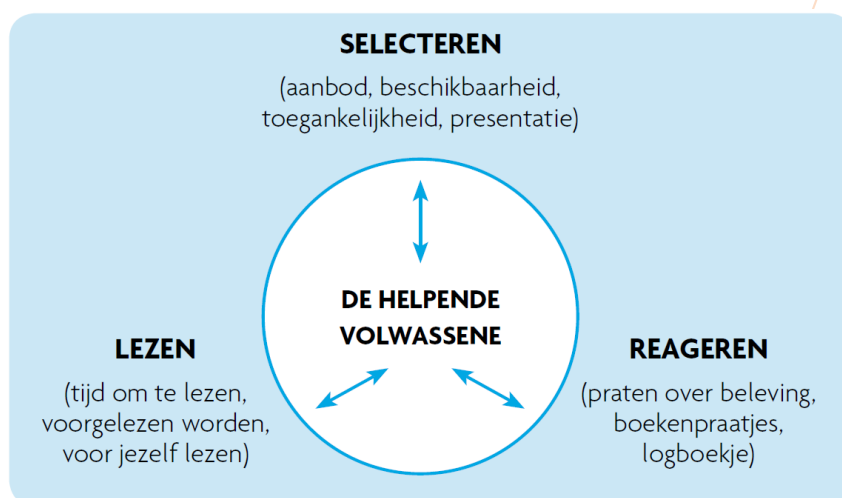 SELECTEREN
(aanbod, beschikbaarheid,
toegankelijkheid, presentatie)
DE HELPENDE
VOLWASSENE
LEZEN
(tijd om te lezen,
voorgelezen worden,
voor jezelf lezen)
REAGEREN
(praten over beleving,
boekenpraatjes,
logboekje)